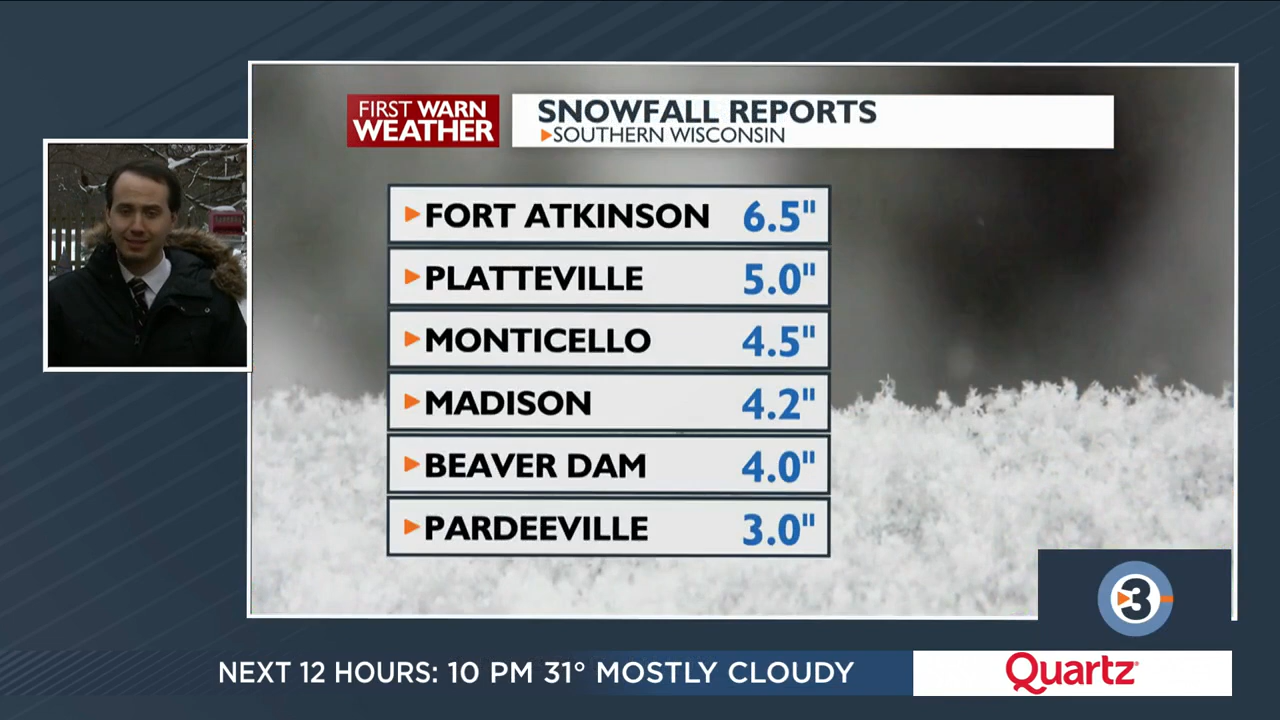 FIRST WARN
WEATHER
SNOWFALL REPORTS
SOUTHERN WISCONSIN
FORT ATKINSON 6.5"
PLATTEVILLE 5.0"
MONTICELLO 4.5"
MADISON 4.2"
BEAVER DAM 4.0"
PARDEEVILLE 3.0"
3
NEXT 12 HOURS: 10 PM 31° MOSTLY CLOUDY
Quartz